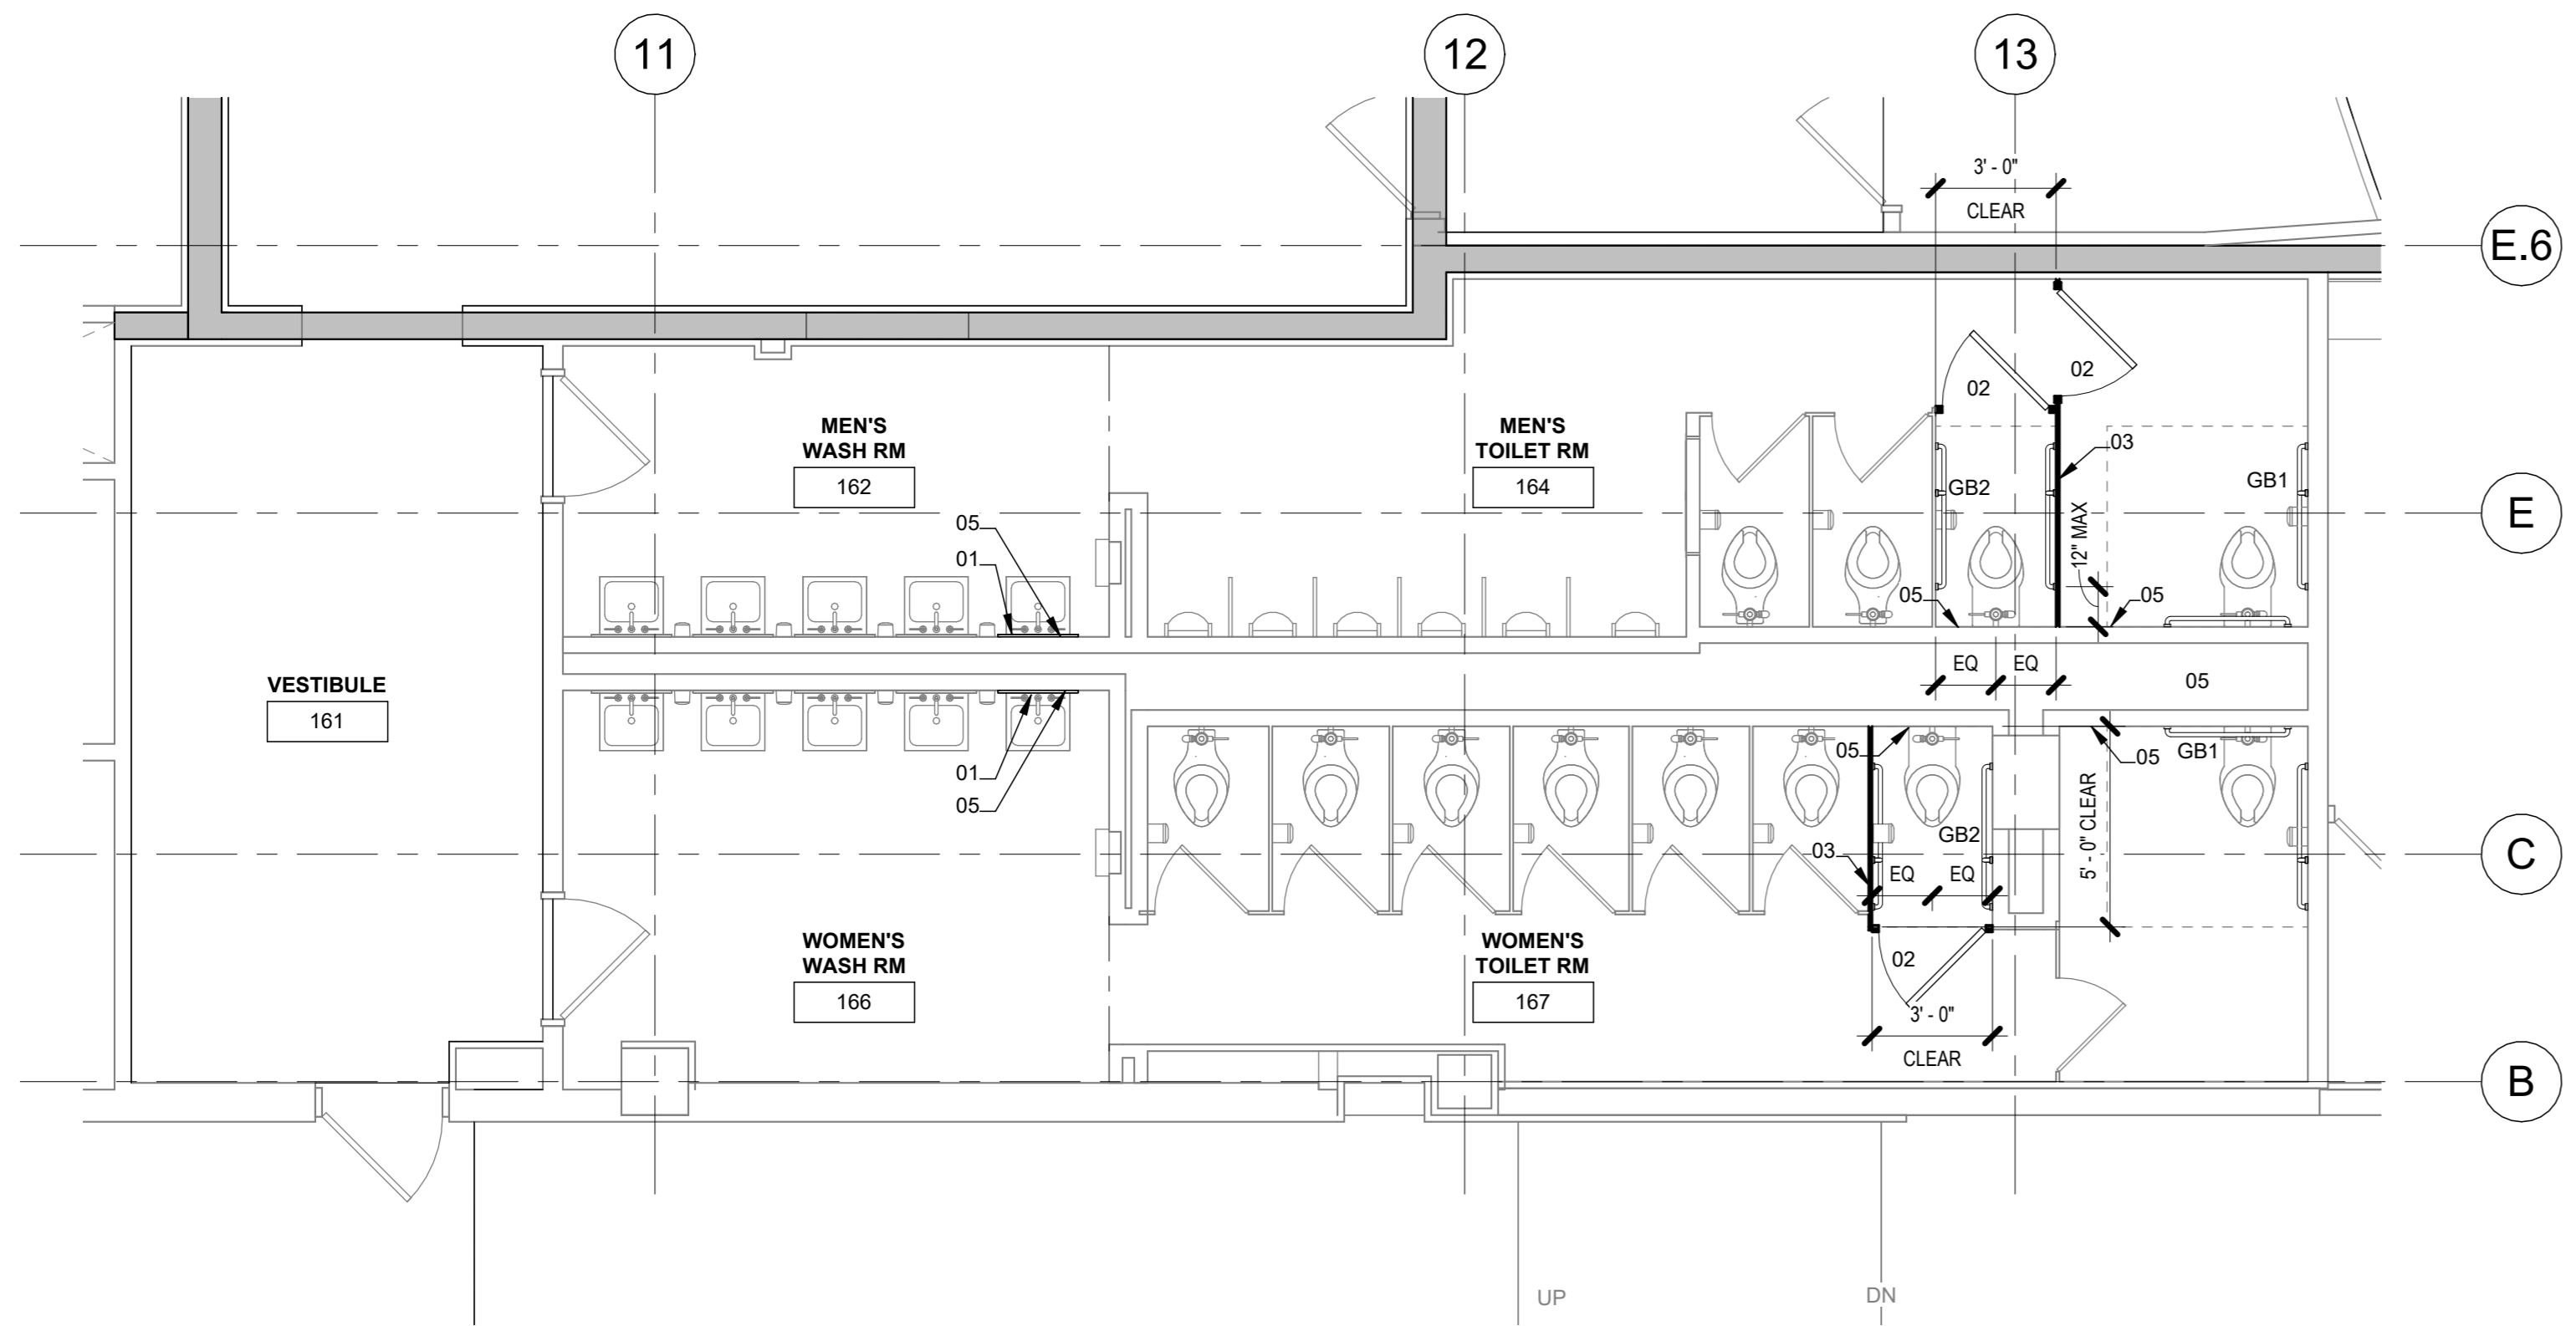 11
12
13
3' - 0"
CLEAR
E.6
02
02
MEN'S
WASH RM
162
MEN'S
TOILET RM
164
03
GB2
GB1
E
05
01
12" MAX
05
05
EQ
EQ
05
VESTIBULE
161
01
05
05
GB2
03
EQ
EQ
GB1
05
5' - 0" CLEAR
C
WOMEN'S
WASH RM
166
WOMEN'S
TOILET RM
167
02
3' - 0"
CLEAR
B
UP
DN